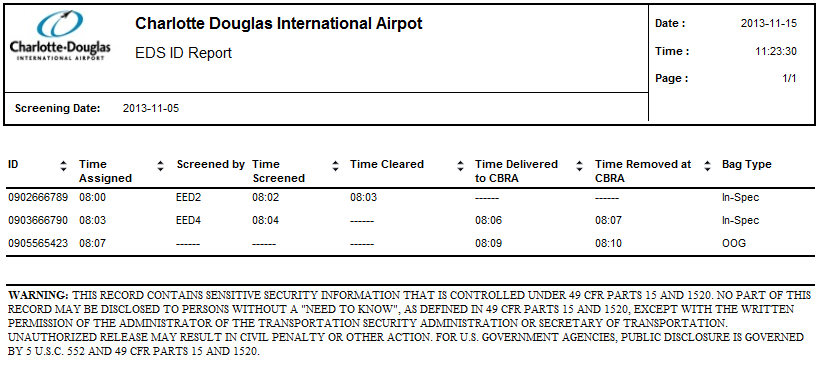 Charlotte-Douglas
INTERNATIONAL AIRPORT
Charlotte Douglas International Airpot
EDS ID Report
Date : 2013-11-15
Time : 11:23:30
Page : 1/1
Screening Date: 2013-11-05
ID Time Assigned Screened by Time Screened Time Cleared Time Delivered to CBRA Time Removed at CBRA Bag Type
0902666789 08:00 EED2 08:02 08:03 ------ ------ In-Spec
0903666790 08:03 EED4 08:04 ------ 08:06 08:07 In-Spec
0905565423 08:07 ------ ------ ------ 08:09 08:10 OOG
WARNING: THIS RECORD CONTAINS SENSITIVE SECURITY INFORMATION THAT IS CONTROLLED UNDER 49 CFR PARTS 15 AND 1520. NO PART OF THIS
RECORD MAY BE DISCLOSED TO PERSONS WITHOUT A "NEED TO KNOW", AS DEFINED IN 49 CFR PARTS 15 AND 1520, EXCEPT WITH THE WRITTEN
PERMISSION OF THE ADMINISTRATOR OF THE TRANSPORTATION SECURITY ADMINISTRATION OR SECRETARY OF TRANSPORTATION.
UNAUTHORIZED RELEASE MAY RESULT IN CIVIL PENALTY OR OTHER ACTION. FOR U.S. GOVERNMENT AGENCIES, PUBLIC DISCLOSURE IS GOVERNED
BY 5 U.S.C. 552 AND 49 CFR PARTS 15 AND 1520.